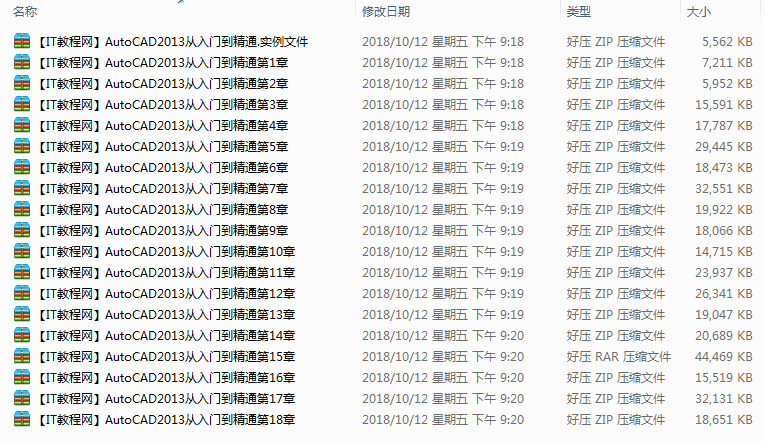 名称 修改日期 类型 大小
【IT教程网】AutoCAD2013从入门到精通.实例文件 2018/10/12 星期五 下午 9:18 好压 ZIP 压缩文件 5,562 KB
【IT教程网】AutoCAD2013从入门到精通第1章 2018/10/12 星期五 下午 9:18 好压 ZIP 压缩文件 7,211 KB
【IT教程网】AutoCAD2013从入门到精通第2章 2018/10/12 星期五 下午 9:18 好压 ZIP 压缩文件 5,952 KB
【IT教程网】AutoCAD2013从入门到精通第3章 2018/10/12 星期五 下午 9:18 好压 ZIP 压缩文件 15,591 KB
【IT教程网】AutoCAD2013从入门到精通第4章 2018/10/12 星期五 下午 9:18 好压 ZIP 压缩文件 17,787 KB
【IT教程网】AutoCAD2013从入门到精通第5章 2018/10/12 星期五 下午 9:19 好压 ZIP 压缩文件 29,445 KB
【IT教程网】AutoCAD2013从入门到精通第6章 2018/10/12 星期五 下午 9:19 好压 ZIP 压缩文件 18,473 KB
【IT教程网】AutoCAD2013从入门到精通第7章 2018/10/12 星期五 下午 9:19 好压 ZIP 压缩文件 32,551 KB
【IT教程网】AutoCAD2013从入门到精通第8章 2018/10/12 星期五 下午 9:19 好压 ZIP 压缩文件 19,922 KB
【IT教程网】AutoCAD2013从入门到精通第9章 2018/10/12 星期五 下午 9:19 好压 ZIP 压缩文件 18,066 KB
【IT教程网】AutoCAD2013从入门到精通第10章 2018/10/12 星期五 下午 9:19 好压 ZIP 压缩文件 14,715 KB
【IT教程网】AutoCAD2013从入门到精通第11章 2018/10/12 星期五 下午 9:19 好压 ZIP 压缩文件 23,937 KB
【IT教程网】AutoCAD2013从入门到精通第12章 2018/10/12 星期五 下午 9:19 好压 ZIP 压缩文件 26,341 KB
【IT教程网】AutoCAD2013从入门到精通第13章 2018/10/12 星期五 下午 9:19 好压 ZIP 压缩文件 19,047 KB
【IT教程网】AutoCAD2013从入门到精通第14章 2018/10/12 星期五 下午 9:20 好压 ZIP 压缩文件 20,689 KB
【IT教程网】AutoCAD2013从入门到精通第15章 2018/10/12 星期五 下午 9:20 好压 RAR 压缩文件 44,469 KB
【IT教程网】AutoCAD2013从入门到精通第16章 2018/10/12 星期五 下午 9:20 好压 ZIP 压缩文件 15,519 KB
【IT教程网】AutoCAD2013从入门到精通第17章 2018/10/12 星期五 下午 9:20 好压 ZIP 压缩文件 32,131 KB
【IT教程网】AutoCAD2013从入门到精通第18章 2018/10/12 星期五 下午 9:20 好压 ZIP 压缩文件 18,651 KB